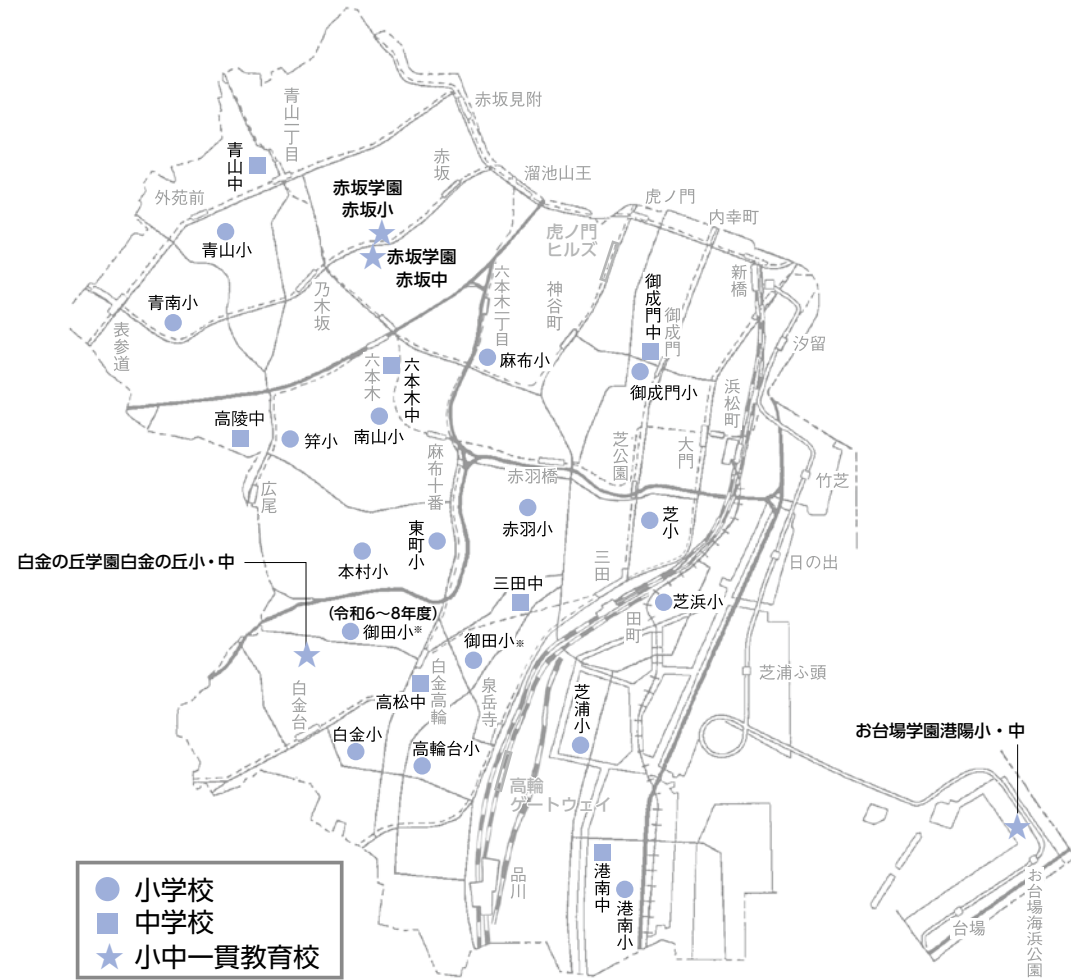 赤坂見附
青山一丁目
青山中
赤坂
溜池山王
外苑前
赤坂学園
赤坂小
虎ノ門
内幸町
青山小
虎ノ門
ヒルズ
赤坂学園
赤坂中
新橋
青南小
乃木坂
六本木一丁目
神谷町
御成門中
御成門
表参道
汐留
六本木
六本木中
麻布小
御成門小
浜松町
高陵中
笄小
南山小
麻布十番
芝公園
大門
赤羽橋
竹芝
広尾
赤羽小
芝小
東町小
本村小
白金の丘学園白金の丘小・中
三田
日の出
三田中
芝浜小
(令和6〜8年度)
御田小※
御田小※
田町
白金台
白金高輪
泉岳寺
芝浦ふ頭
高松中
芝浦小
白金小
高輪台小
お台場学園港陽小・中
高輪
ゲートウェイ
品川
港南中
港南小
お台場海浜公園
台場
小学校
中学校
小中一貫教育校